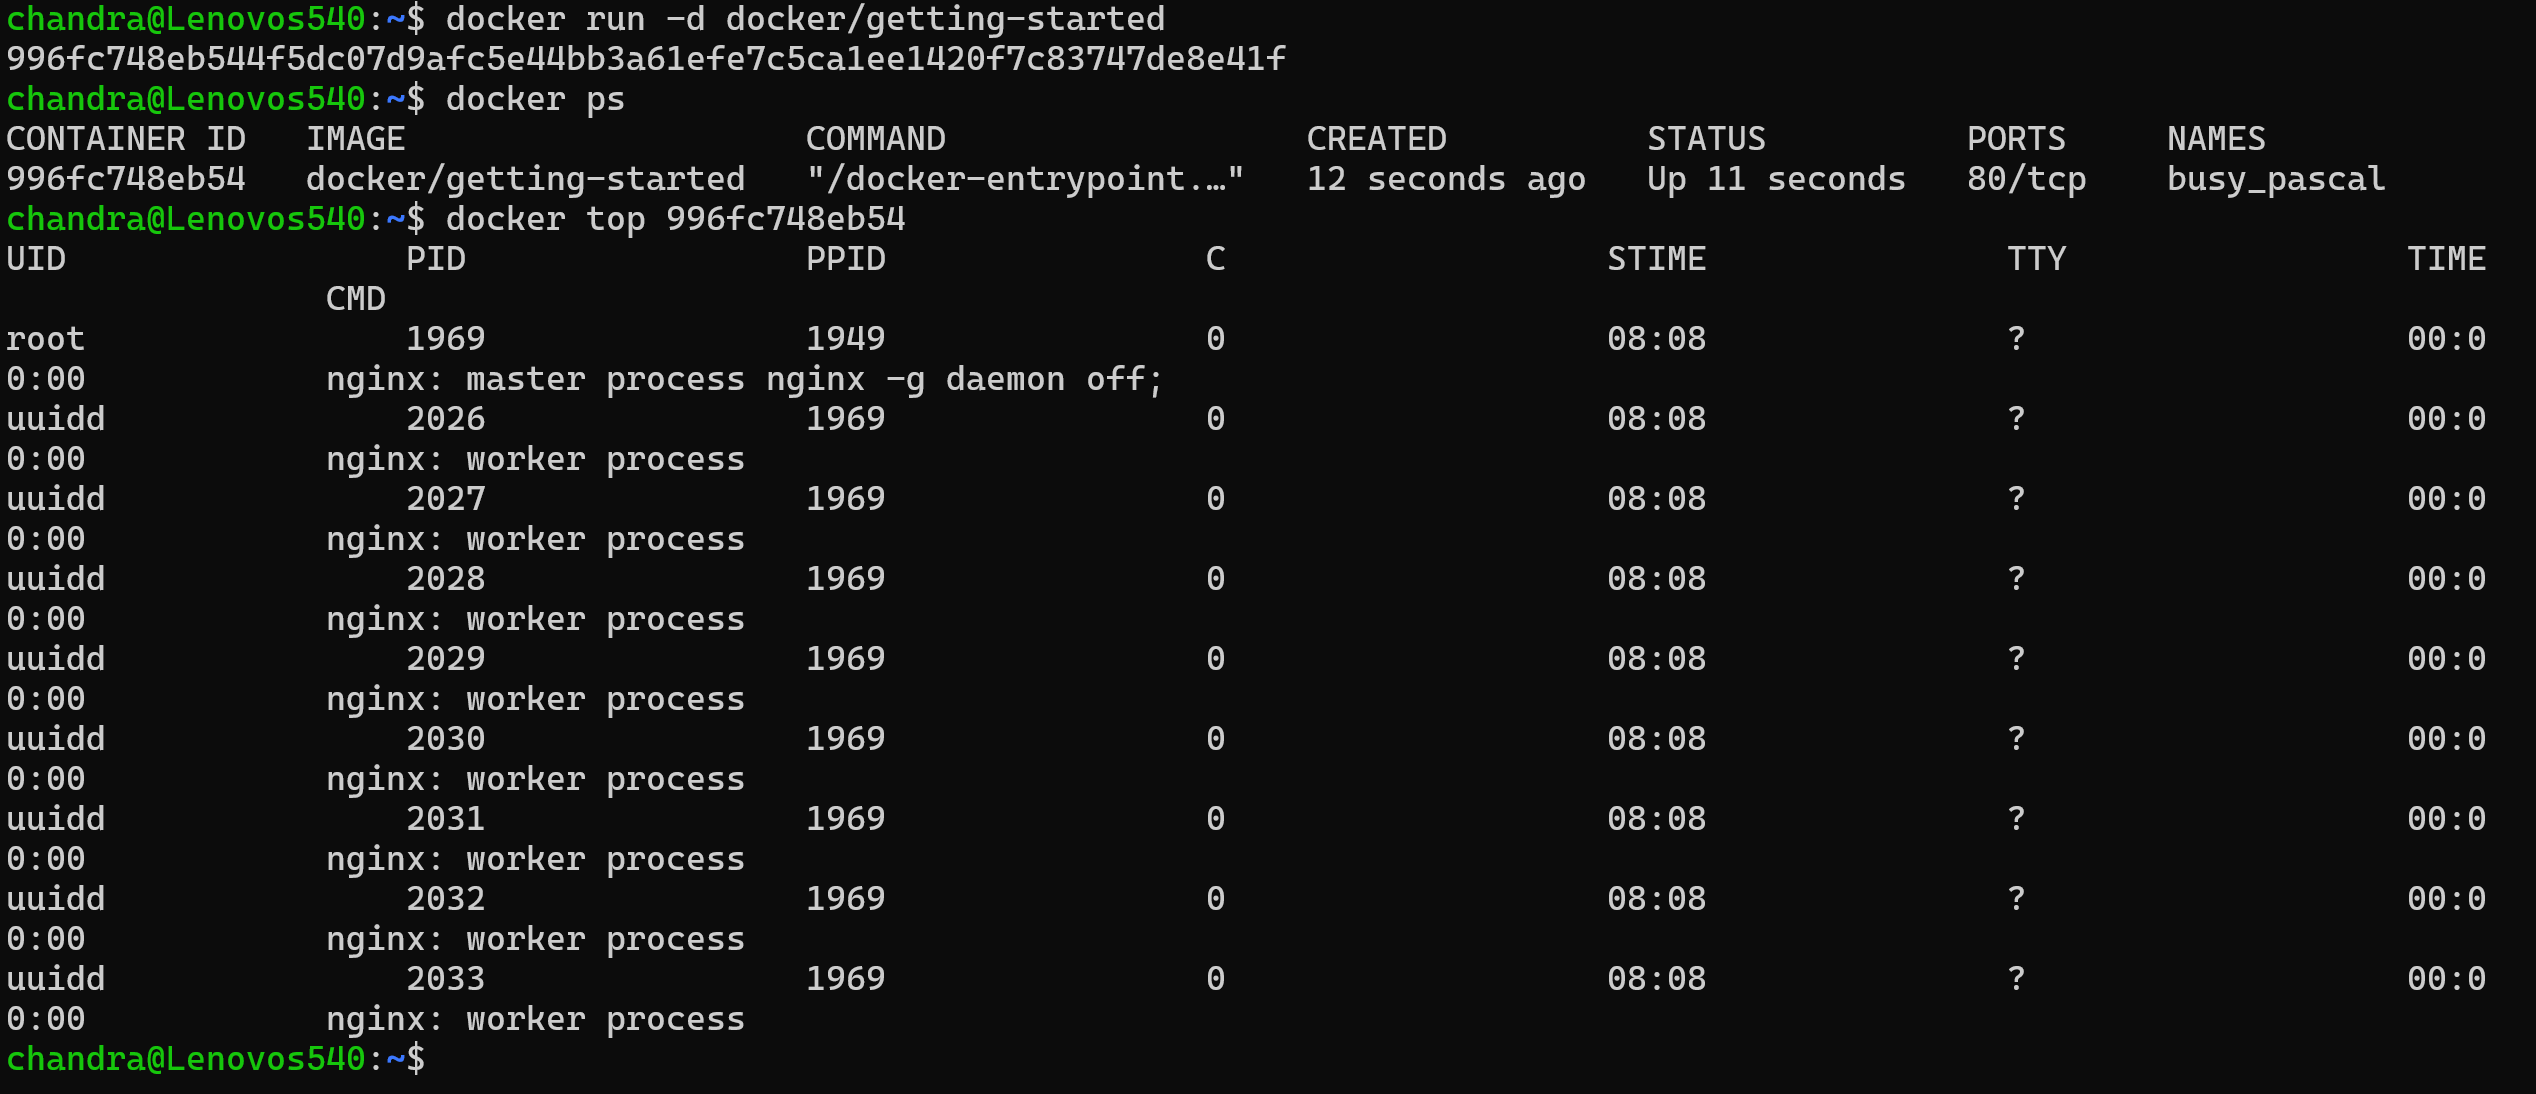 chandra@Lenovos540:~$ docker run -d docker/getting-started
996fc748eb544f5dc07d9afc5e44bb3a61efe7c5ca1ee1420f7c83747de8e41f
chandra@Lenovos540:~$ docker ps
CONTAINER ID   IMAGE                    COMMAND                  CREATED          STATUS          PORTS     NAMES
996fc748eb54   docker/getting-started   "/docker-entrypoint.…"   12 seconds ago   Up 11 seconds   80/tcp    busy_pascal
chandra@Lenovos540:~$ docker top 996fc748eb54
UID                 PID                 PPID                C                   STIME               TTY                 TIME
                CMD
root                1969                1949                0                   08:08               ?                   00:0
0:00            nginx: master process nginx -g daemon off;
uuidd               2026                1969                0                   08:08               ?                   00:0
0:00            nginx: worker process
uuidd               2027                1969                0                   08:08               ?                   00:0
0:00            nginx: worker process
uuidd               2028                1969                0                   08:08               ?                   00:0
0:00            nginx: worker process
uuidd               2029                1969                0                   08:08               ?                   00:0
0:00            nginx: worker process
uuidd               2030                1969                0                   08:08               ?                   00:0
0:00            nginx: worker process
uuidd               2031                1969                0                   08:08               ?                   00:0
0:00            nginx: worker process
uuidd               2032                1969                0                   08:08               ?                   00:0
0:00            nginx: worker process
uuidd               2033                1969                0                   08:08               ?                   00:0
0:00            nginx: worker process
chandra@Lenovos540:~$